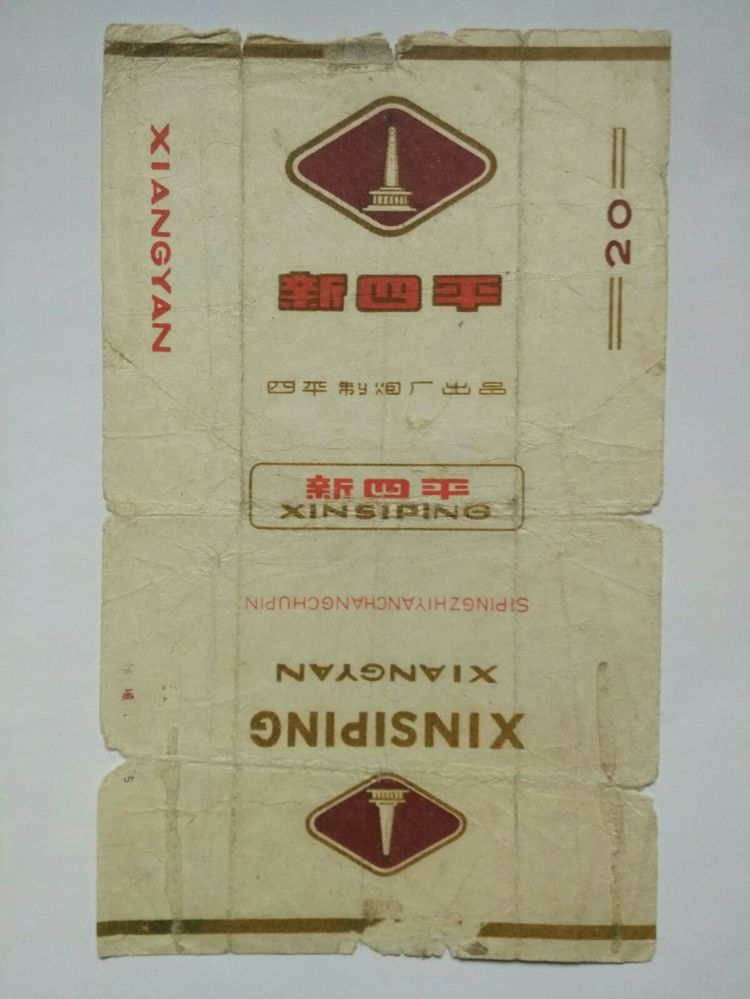 XIANGYAN
20
新四平
四平制烟厂出品
新四平
XINSIPING
SIPINGZHIYANCHANGCHUPIN
XIANGYAN
XINSIPING
5